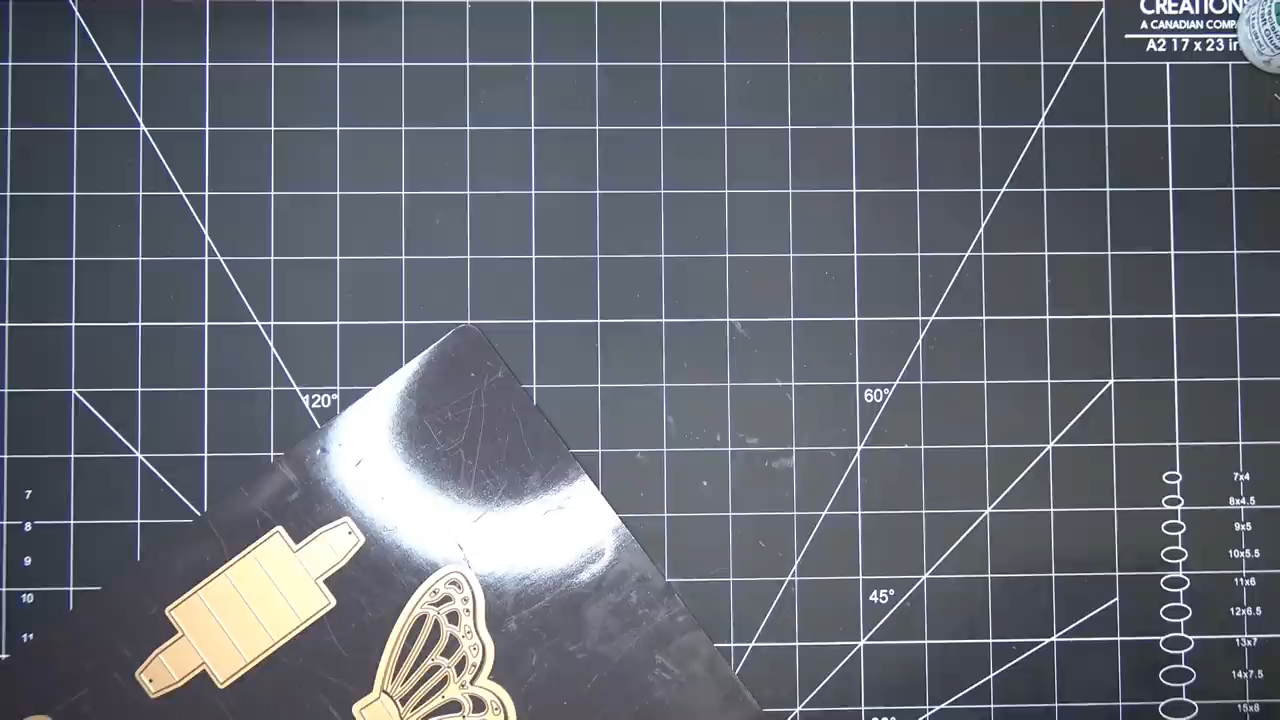 CREATION
A CANADIAN COMP
A2 17 x 23 in
120°
60°
7
8
9
10
11
45°
7x4
8x4.5
9x5
10x5.5
11x6
12x6.5
13x7
14x7.5
15x8